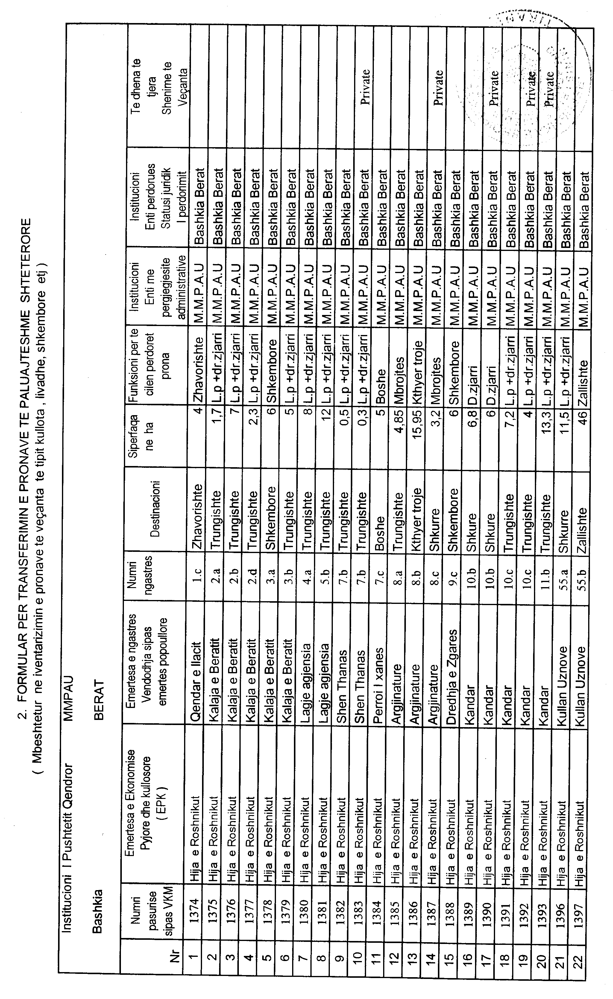 2. FORMULAR PER TRANSFERIMIN E PRONAVE TE PALUAJTESHME SHTETERORE
( Mbeshtetur ne iventarizimin e pronave te veçanta te tipit kullota , livadhe, shkembore etj )
Institucioni I Pushtetit Qendror MMPAU
Bashkia BERAT
Nr
Numri
pasurise
sipas VKM
Emertesa e Ekonomise
Pyjore dhe kullosore
( EPK )
Emertesa e ngastres
Vendodhja sipas
emertes popoullore
Numri
ngastres
Destinacioni
Siperfaqa
ne ha
Funksioni per te
cilen perdoret
prona
Institucioni
Enti me
pergjegjesite
administrative
Institucioni
Enti perdorues
Statusi juridik
I perdorimit
Te dhena te
tjera
Shenime te
Veçanta
1 1374 Hija e Roshnikut Qendar e Ilacit 1.c Zhavorishte 4 Zhavorishte M.M.P.A.U Bashkia Berat
2 1375 Hija e Roshnikut Kalaja e Beratit 2.a Trungishte 1,7 L.p +dr.zjarri M.M.P.A.U Bashkia Berat
3 1376 Hija e Roshnikut Kalaja e Beratit 2.b Trungishte 7 L.p +dr.zjarri M.M.P.A.U Bashkia Berat
4 1377 Hija e Roshnikut Kalaja e Beratit 2.d Trungishte 2,3 L.p +dr.zjarri M.M.P.A.U Bashkia Berat
5 1378 Hija e Roshnikut Kalaja e Beratit 3.a Shkembore 6 Shkembore M.M.P.A.U Bashkia Berat
6 1379 Hija e Roshnikut Kalaja e Beratit 3.b Trungishte 5 L.p +dr.zjarri M.M.P.A.U Bashkia Berat
7 1380 Hija e Roshnikut Lagje agjensia 4.a Trungishte 8 L.p +dr.zjarri M.M.P.A.U Bashkia Berat
8 1381 Hija e Roshnikut Lagje agjensia 5.b Trungishte 12 L.p +dr.zjarri M.M.P.A.U Bashkia Berat
9 1382 Hija e Roshnikut Shen Thanas 7.b Trungishte 0,5 L.p +dr.zjarri M.M.P.A.U Bashkia Berat
10 1383 Hija e Roshnikut Shen Thanas 7.b Trungishte 0,3 L.p +dr.zjarri M.M.P.A.U Bashkia Berat Private
11 1384 Hija e Roshnikut Perroi I xanes 7.c Boshe 5 Boshe M.M.P.A.U Bashkia Berat
12 1385 Hija e Roshnikut Argjinature 8.a Trungishte 4,85 Mbrojtes M.M.P.A.U Bashkia Berat
13 1386 Hija e Roshnikut Argjinature 8.b Kthyer troje 15,95 Kthyer troje M.M.P.A.U Bashkia Berat
14 1387 Hija e Roshnikut Argjinature 8.c Shkurre 3,2 Mbrojtes M.M.P.A.U Bashkia Berat Private
15 1388 Hija e Roshnikut Dredhja e Zgares 9.c Shkembore 6 Shkembore M.M.P.A.U Bashkia Berat
16 1389 Hija e Roshnikut Kandar 10.b Shkure 6,8 D.zjarri M.M.P.A.U Bashkia Berat
17 1390 Hija e Roshnikut Kandar 10.b Shkure 6 D.zjarri M.M.P.A.U Bashkia Berat Private
18 1391 Hija e Roshnikut Kandar 10.c Trungishte 7,2 L.p +dr.zjarri M.M.P.A.U Bashkia Berat
19 1392 Hija e Roshnikut Kandar 10.c Trungishte 4 L.p +dr.zjarri M.M.P.A.U Bashkia Berat Private
20 1393 Hija e Roshnikut Kandar 11.b Trungishte 13,3 L.p +dr.zjarri M.M.P.A.U Bashkia Berat Private
21 1396 Hija e Roshnikut Kullan Uznove 55.a Shkurre 11,5 L.p +dr.zjarri M.M.P.A.U Bashkia Berat
22 1397 Hija e Roshnikut Kullan Uznove 55.b Zallishte 46 Zallishte M.M.P.A.U Bashkia Berat